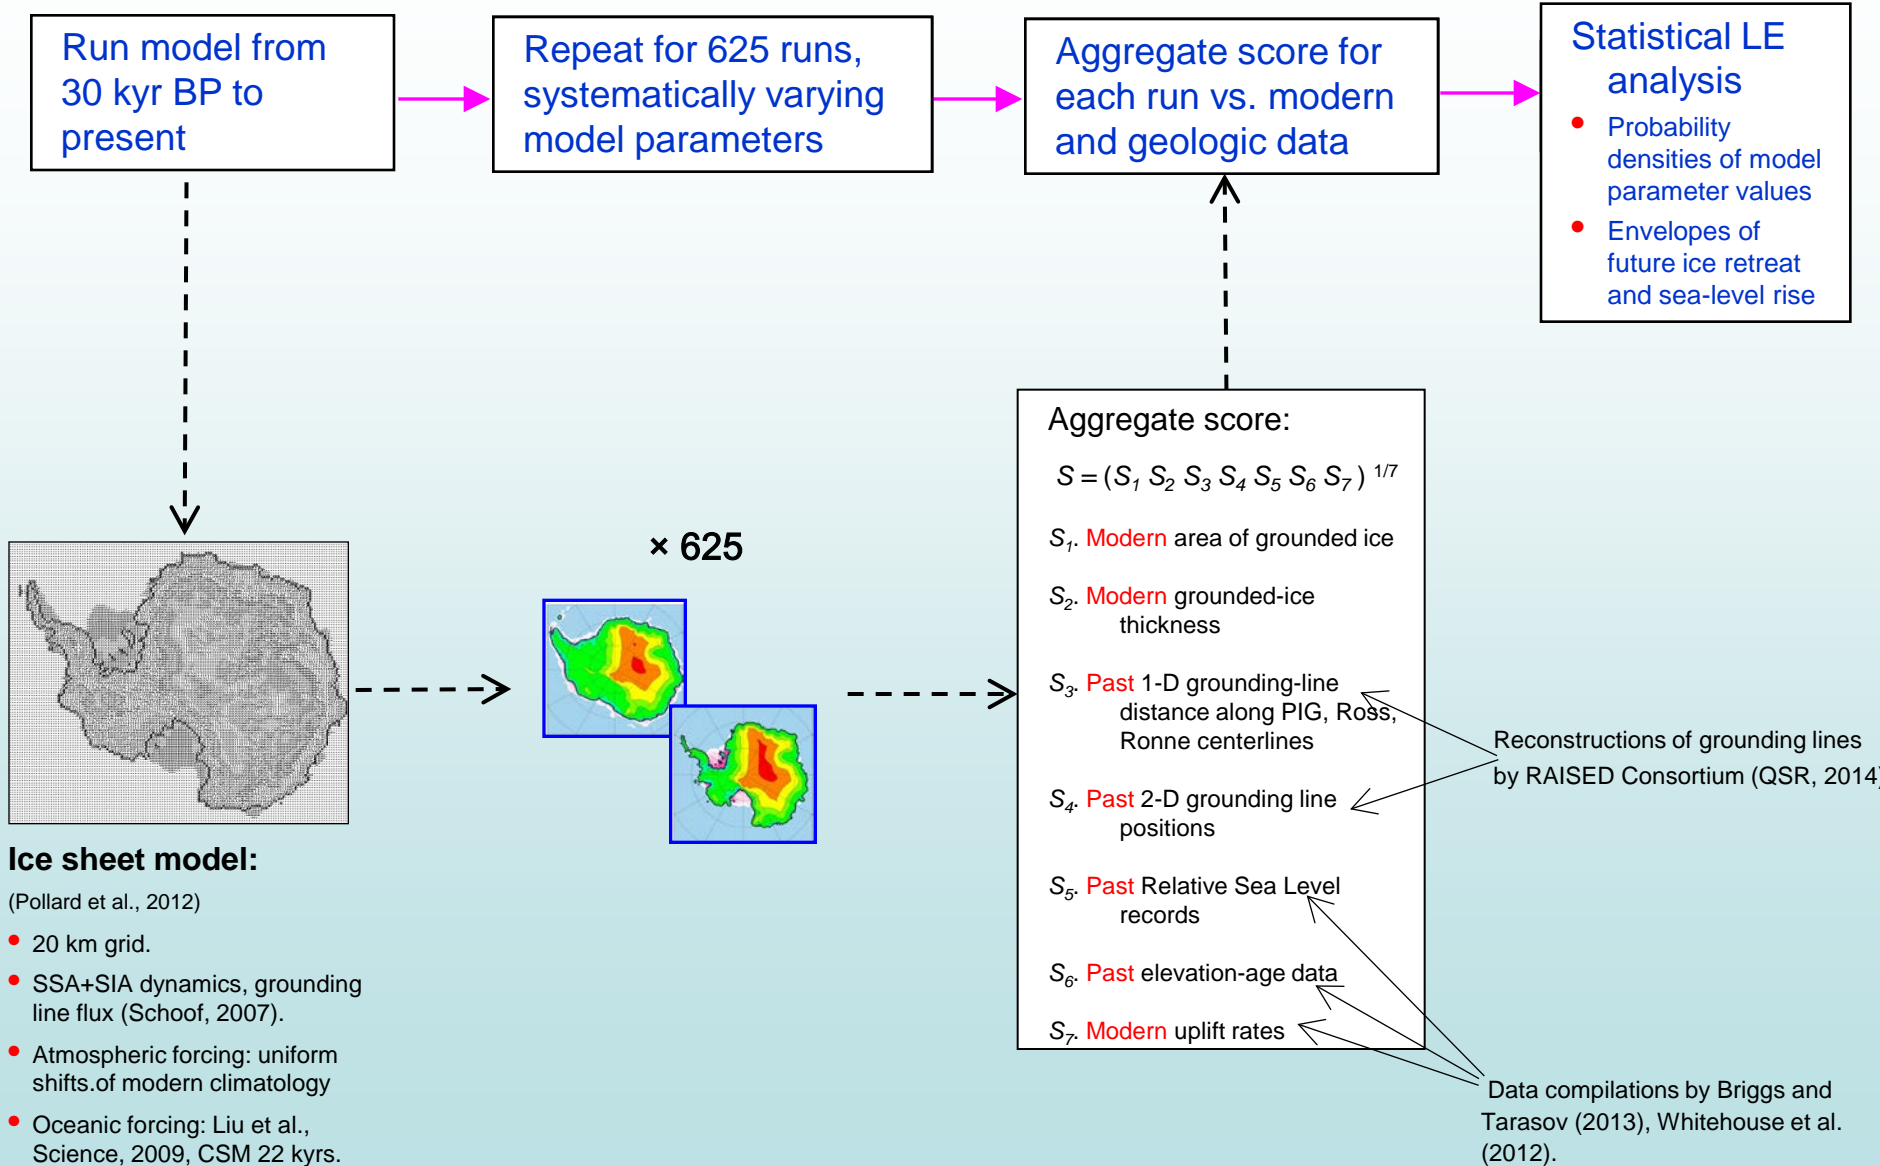 Run model from
30 kyr BP to
present
Repeat for 625 runs,
systematically varying
model parameters
Aggregate score for
each run vs. modern
and geologic data
Statistical LE
analysis
• Probability
densities of model
parameter values
• Envelopes of
future ice retreat
and sea-level rise
× 625
Ice sheet model:
(Pollard et al., 2012)
• 20 km grid.
• SSA+SIA dynamics, grounding
line flux (Schoof, 2007).
• Atmospheric forcing: uniform
shifts.of modern climatology
• Oceanic forcing: Liu et al.,
Science, 2009, CSM 22 kyrs.
Aggregate score:
S = (S1 S2 S3 S4 S5 S6 S7 ) 1/7
S1. Modern area of grounded ice
S2. Modern grounded-ice
thickness
S3. Past 1-D grounding-line
distance along PIG, Ross,
Ronne centerlines
S4. Past 2-D grounding line
positions
S5. Past Relative Sea Level
records
S6. Past elevation-age data
S7. Modern uplift rates
Reconstructions of grounding lines
by RAISED Consortium (QSR, 2014)
Data compilations by Briggs and
Tarasov (2013), Whitehouse et al.
(2012).